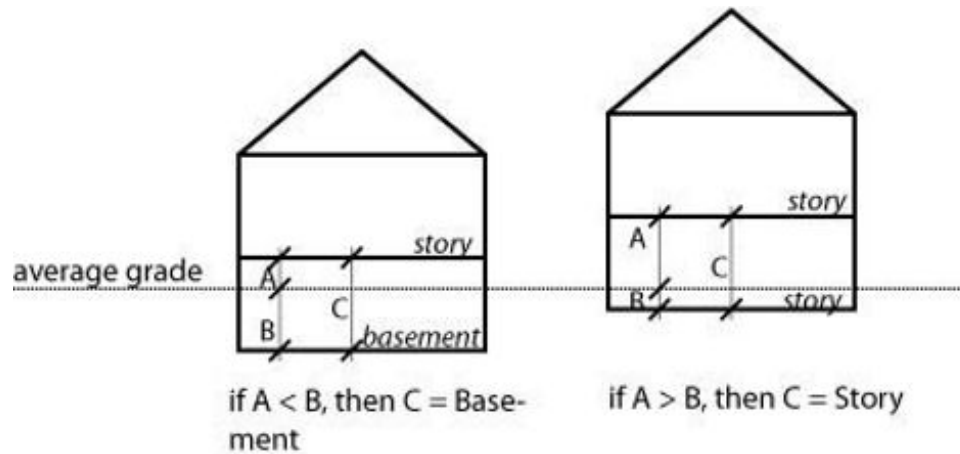 story
A
C
B
story
average grade
story
A
B
C
basement
if A < B, then C = Base-
ment
if A > B, then C = Story